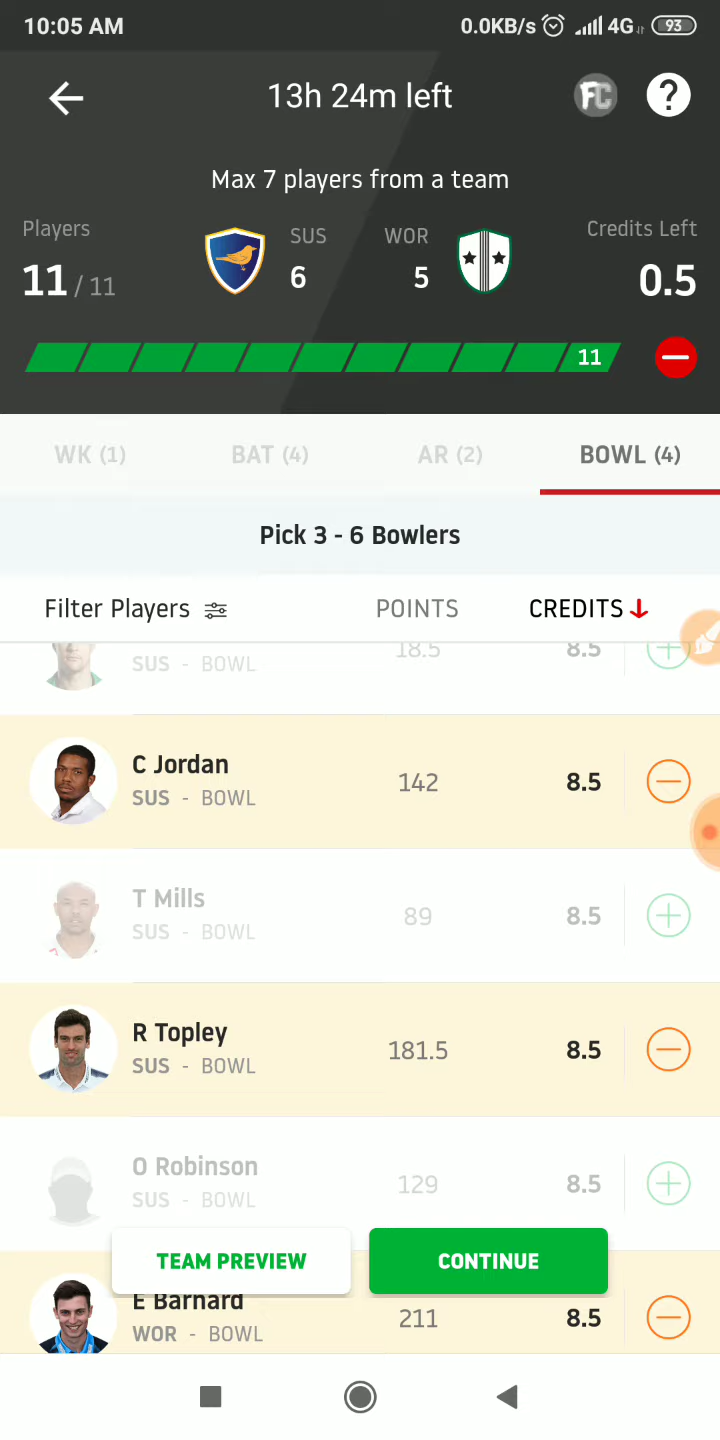 10:05 AM 0.0KB/s 4G 93
13h 24m left FC ?
Max 7 players from a team
Players SUS WOR Credits Left
11 / 11 6 5 0.5
11
WK (1) BAT (4) AR (2) BOWL (4)
Pick 3 - 6 Bowlers
Filter Players POINTS CREDITS
SUS - BOWL 18.5 8.5
C Jordan
SUS - BOWL 142 8.5
T Mills
SUS - BOWL 89 8.5
R Topley
SUS - BOWL 181.5 8.5
O Robinson
SUS - BOWL 129 8.5
TEAM PREVIEW CONTINUE
E Barnard
WOR - BOWL 211 8.5